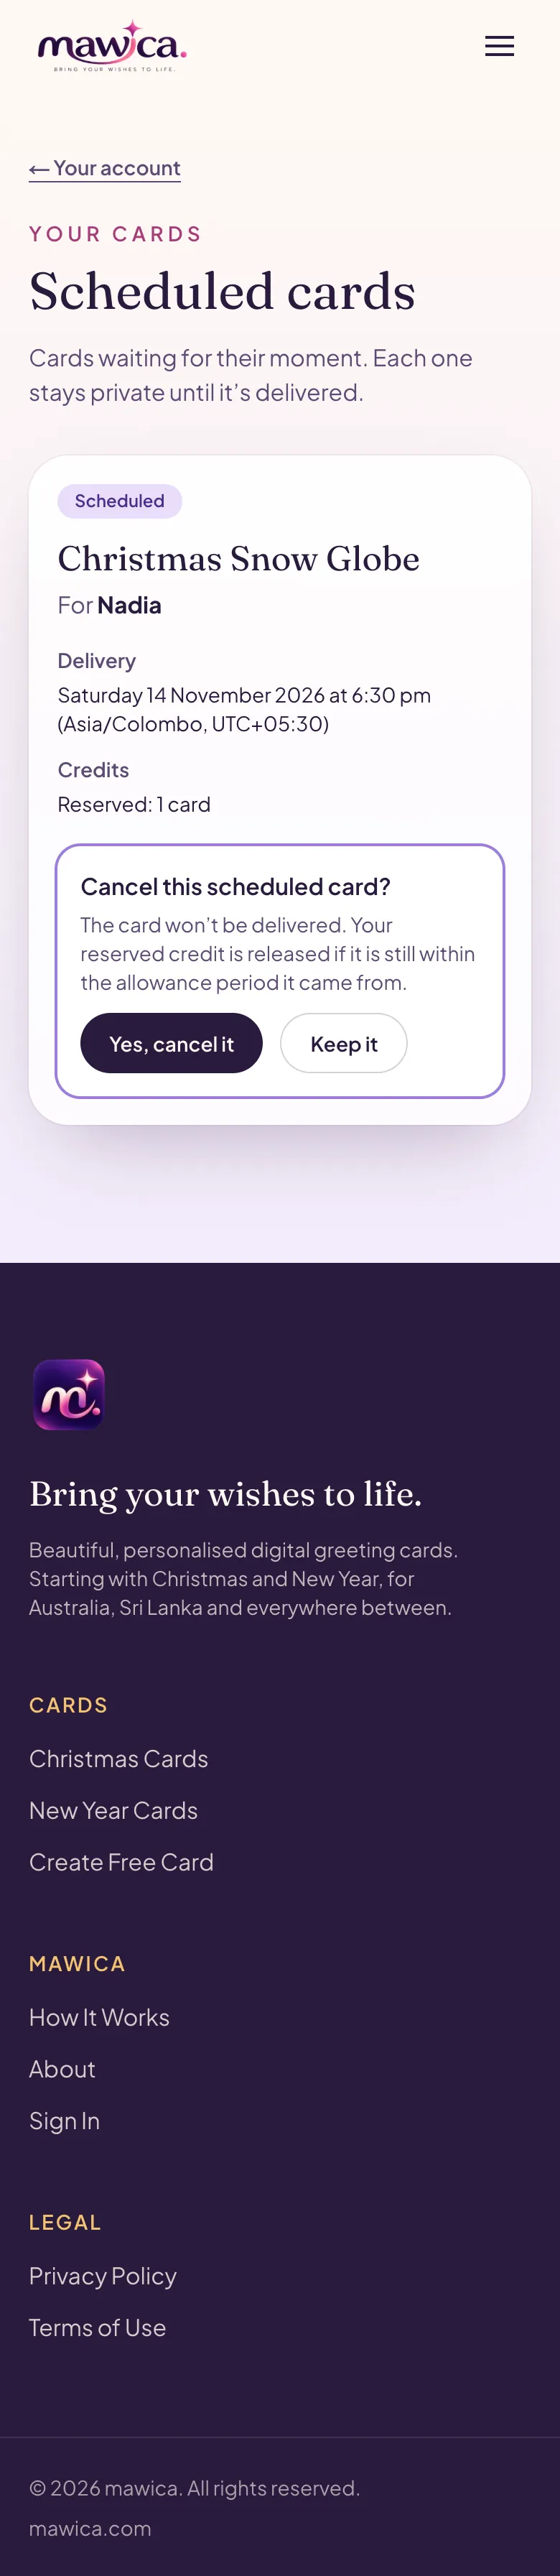 mawica.
BRING YOUR WISHES TO LIFE.
← Your account
YOUR CARDS
Scheduled cards
Cards waiting for their moment. Each one
stays private until it’s delivered.
Scheduled
Christmas Snow Globe
For Nadia
Delivery
Saturday 14 November 2026 at 6:30 pm
(Asia/Colombo, UTC+05:30)
Credits
Reserved: 1 card
Cancel this scheduled card?
The card won’t be delivered. Your
reserved credit is released if it is still within
the allowance period it came from.
Yes, cancel it
Keep it
m.
Bring your wishes to life.
Beautiful, personalised digital greeting cards.
Starting with Christmas and New Year, for
Australia, Sri Lanka and everywhere between.
CARDS
Christmas Cards
New Year Cards
Create Free Card
MAWICA
How It Works
About
Sign In
LEGAL
Privacy Policy
Terms of Use
© 2026 mawica. All rights reserved.
mawica.com